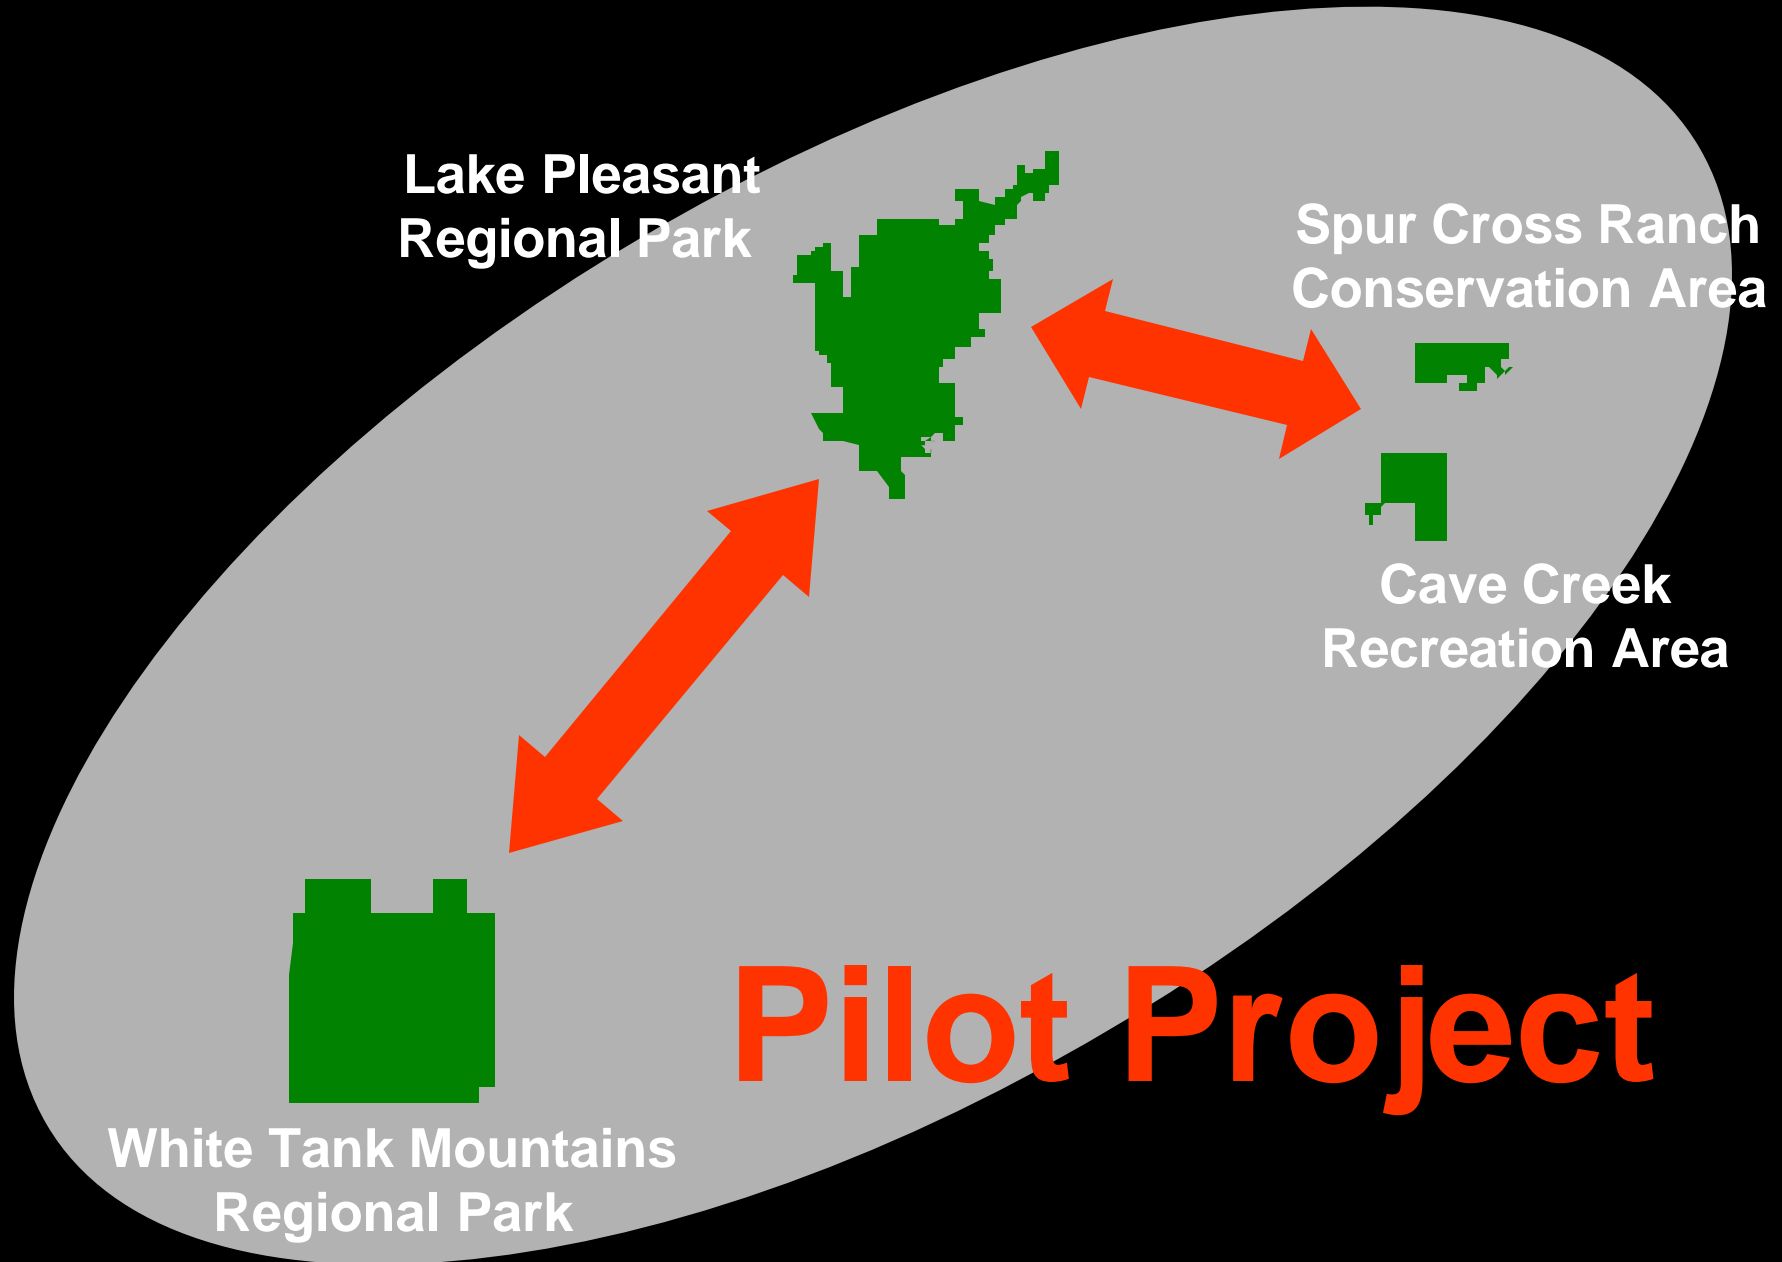 Lake Pleasant
Regional Park
Spur Cross Ranch
Conservation Area
Cave Creek
Recreation Area
Pilot Project
White Tank Mountains
Regional Park